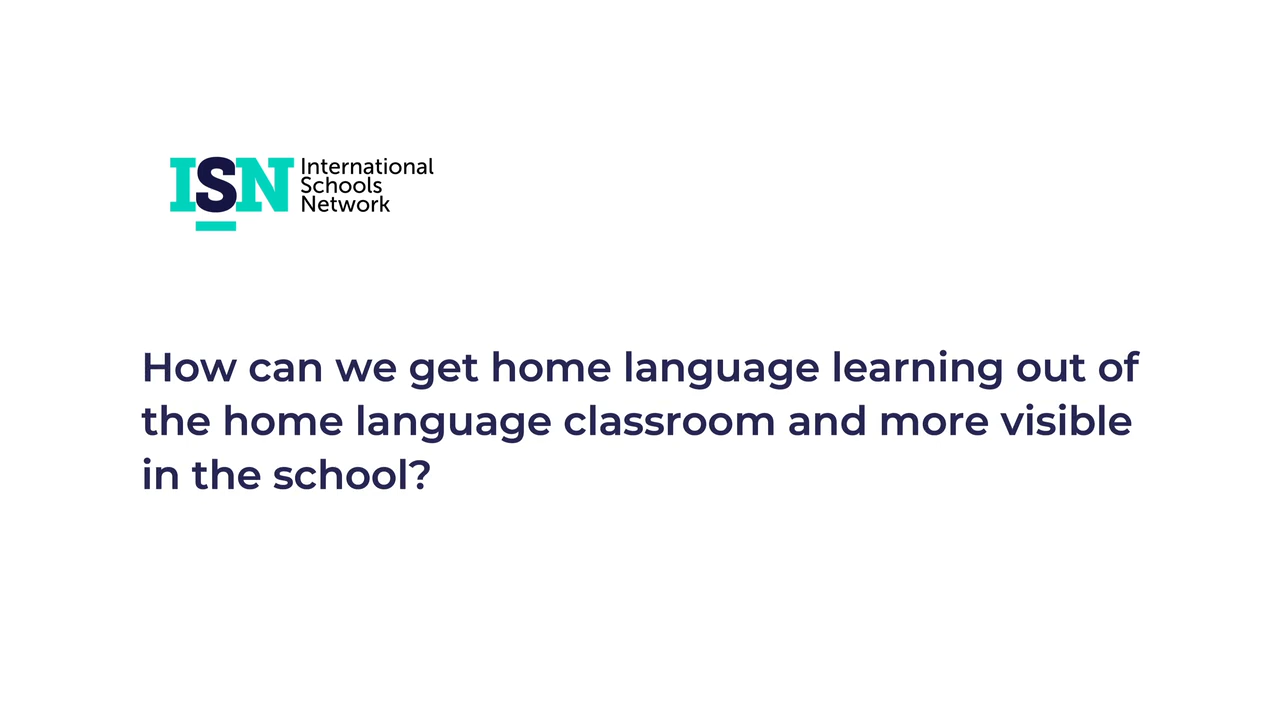 ISN
International
Schools
Network
How can we get home language learning out of
the home language classroom and more visible
in the school?